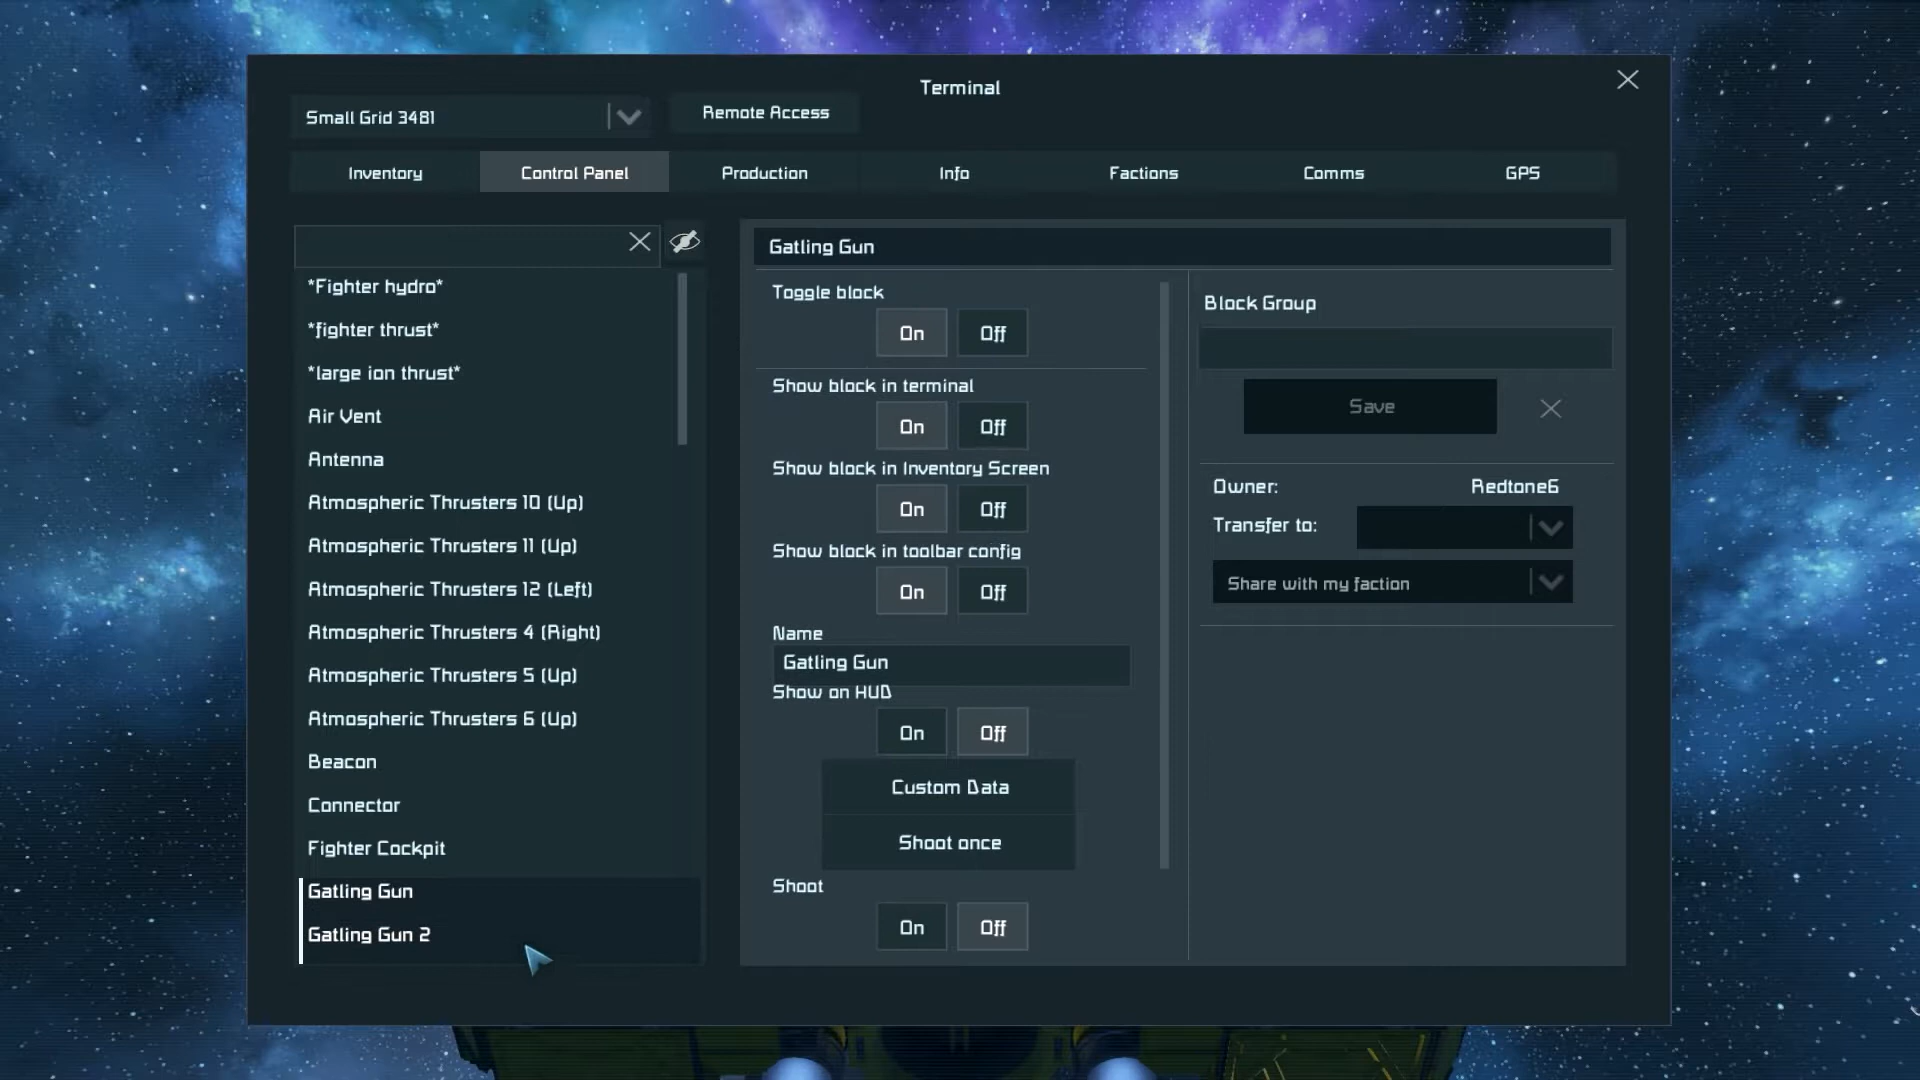 Terminal
Small Grid 3481
Remote Access
Inventory
Control Panel
Production
Info
Factions
Comms
GPS
*Fighter hydro*
*fighter thrust*
*large ion thrust*
Air Vent
Antenna
Atmospheric Thrusters 10 (Up)
Atmospheric Thrusters 11 (Up)
Atmospheric Thrusters 12 (Left)
Atmospheric Thrusters 4 (Right)
Atmospheric Thrusters 5 (Up)
Atmospheric Thrusters 6 (Up)
Beacon
Connector
Fighter Cockpit
Gatling Gun
Gatling Gun 2
Gatling Gun
Toggle block
On Off
Show block in terminal
On Off
Show block in Inventory Screen
On Off
Show block in toolbar config
On Off
Name
Gatling Gun
Show on HUD
On Off
Custom Data
Shoot once
Shoot
On Off
Block Group
Save
Owner: Redtone6
Transfer to:
Share with my faction